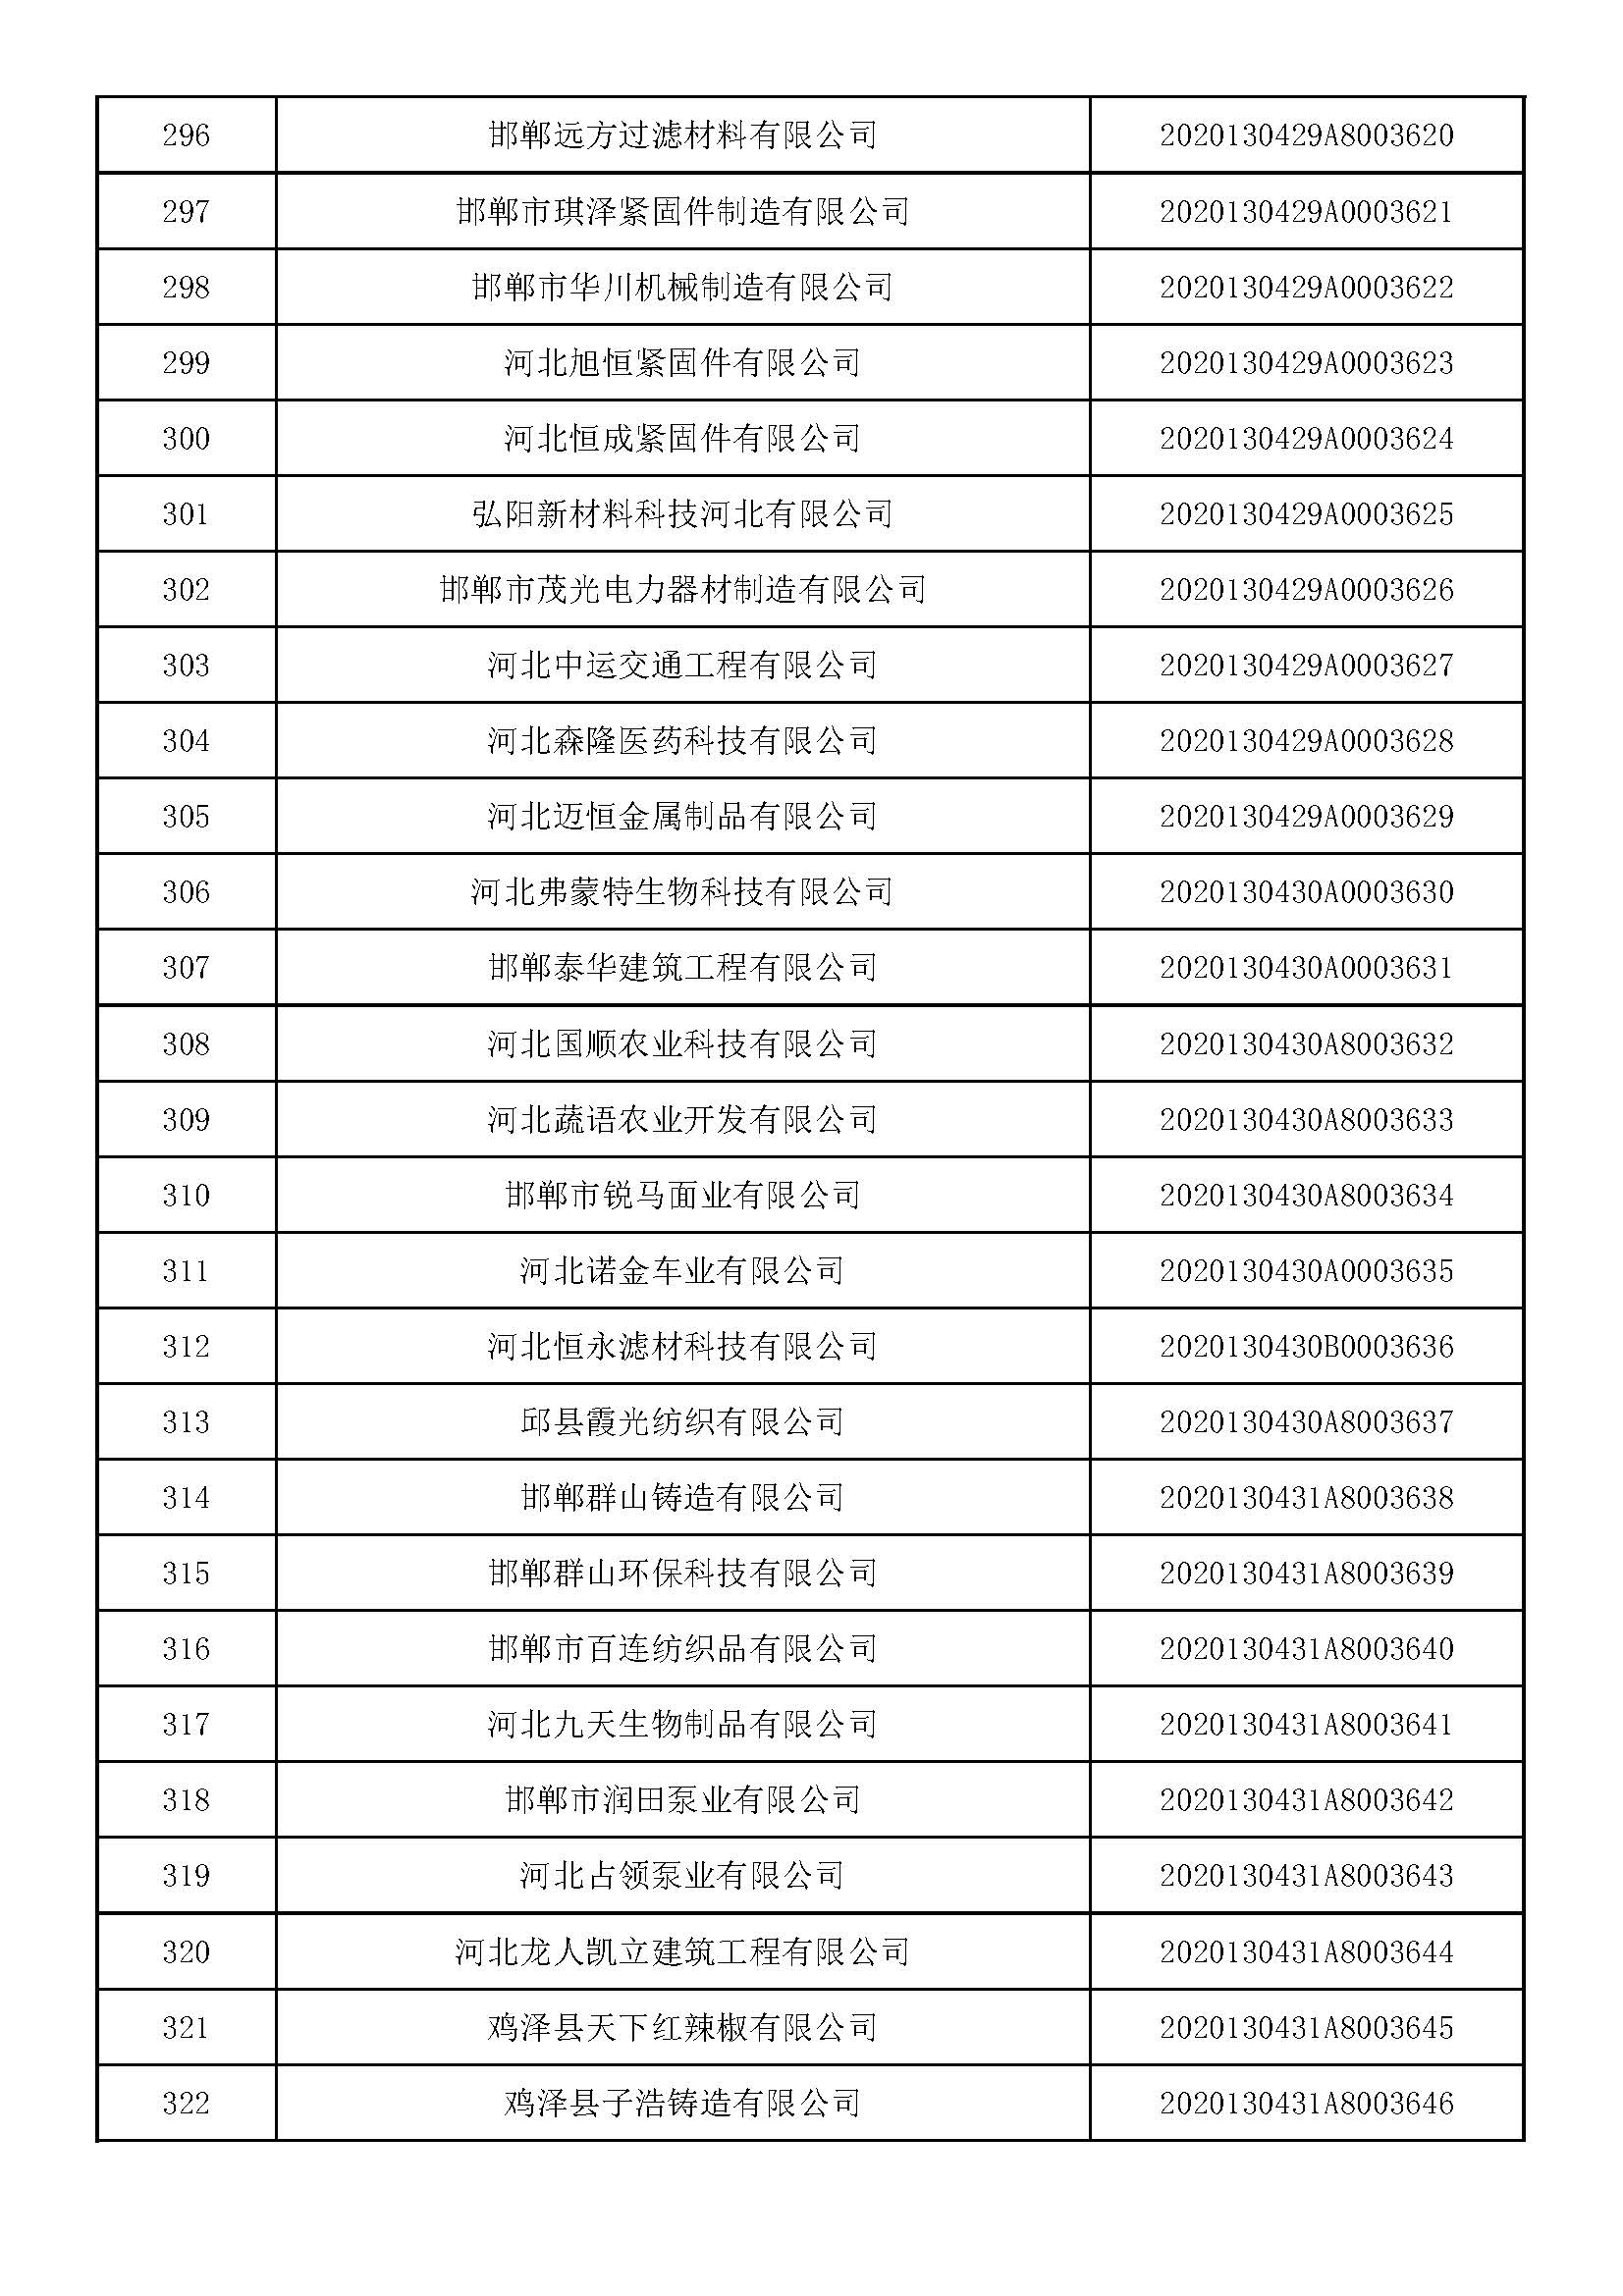 296 邯郸远方过滤材料有限公司 2020130429A8003620
297 邯郸市琪泽紧固件制造有限公司 2020130429A0003621
298 邯郸市华川机械制造有限公司 2020130429A0003622
299 河北旭恒紧固件有限公司 2020130429A0003623
300 河北恒成紧固件有限公司 2020130429A0003624
301 弘阳新材料科技河北有限公司 2020130429A0003625
302 邯郸市茂光电力器材制造有限公司 2020130429A0003626
303 河北中运交通工程有限公司 2020130429A0003627
304 河北森隆医药科技有限公司 2020130429A0003628
305 河北迈恒金属制品有限公司 2020130429A0003629
306 河北弗蒙特生物科技有限公司 2020130430A0003630
307 邯郸泰华建筑工程有限公司 2020130430A0003631
308 河北国顺农业科技有限公司 2020130430A8003632
309 河北蔬语农业开发有限公司 2020130430A8003633
310 邯郸市锐马面业有限公司 2020130430A8003634
311 河北诺金车业有限公司 2020130430A0003635
312 河北恒永滤材科技有限公司 2020130430B0003636
313 邱县霞光纺织有限公司 2020130430A8003637
314 邯郸群山铸造有限公司 2020130431A8003638
315 邯郸群山环保科技有限公司 2020130431A8003639
316 邯郸市百连纺织品有限公司 2020130431A8003640
317 河北九天生物制品有限公司 2020130431A8003641
318 邯郸市润田泵业有限公司 2020130431A8003642
319 河北占领泵业有限公司 2020130431A8003643
320 河北龙人凯立建筑工程有限公司 2020130431A8003644
321 鸡泽县天下红辣椒有限公司 2020130431A8003645
322 鸡泽县子浩铸造有限公司 2020130431A8003646